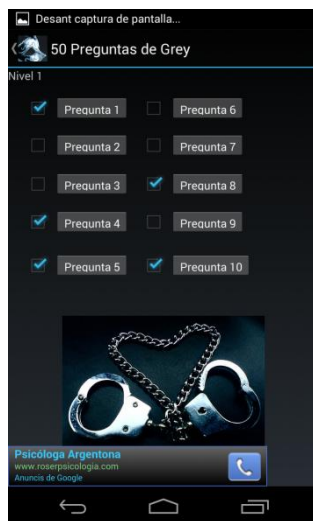 Desant captura de pantalla...
50 Preguntas de Grey
Nivel 1
Pregunta 1
Pregunta 6
Pregunta 2
Pregunta 7
Pregunta 3
Pregunta 8
Pregunta 4
Pregunta 9
Pregunta 5
Pregunta 10
Psicóloga Argentona
www.roserpsicologia.com
Anuncis de Google